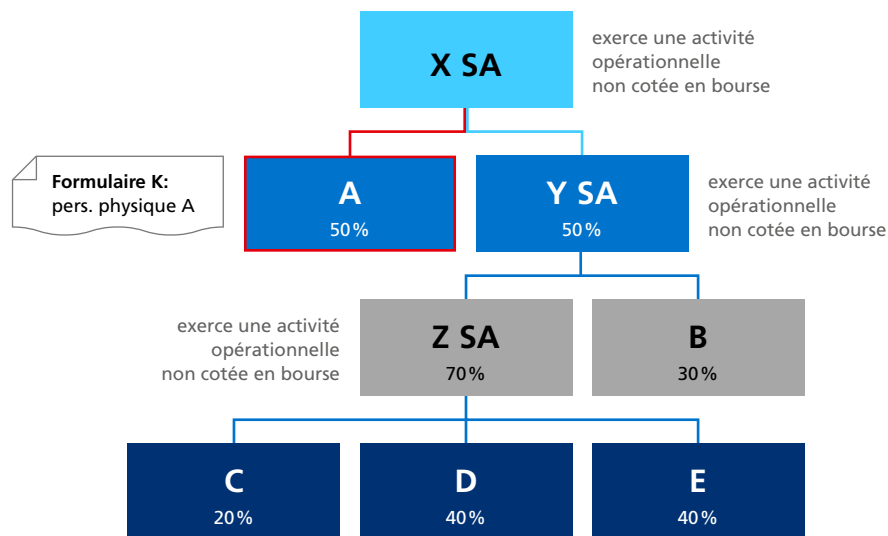 X SA
exerce une activité
opérationnelle
non cotée en bourse
Formulaire K:
pers. physique A
A
50 %
Y SA
50 %
exerce une activité
opérationnelle
non cotée en bourse
exerce une activité
opérationnelle
non cotée en bourse
Z SA
70 %
B
30 %
C
20 %
D
40 %
E
40 %